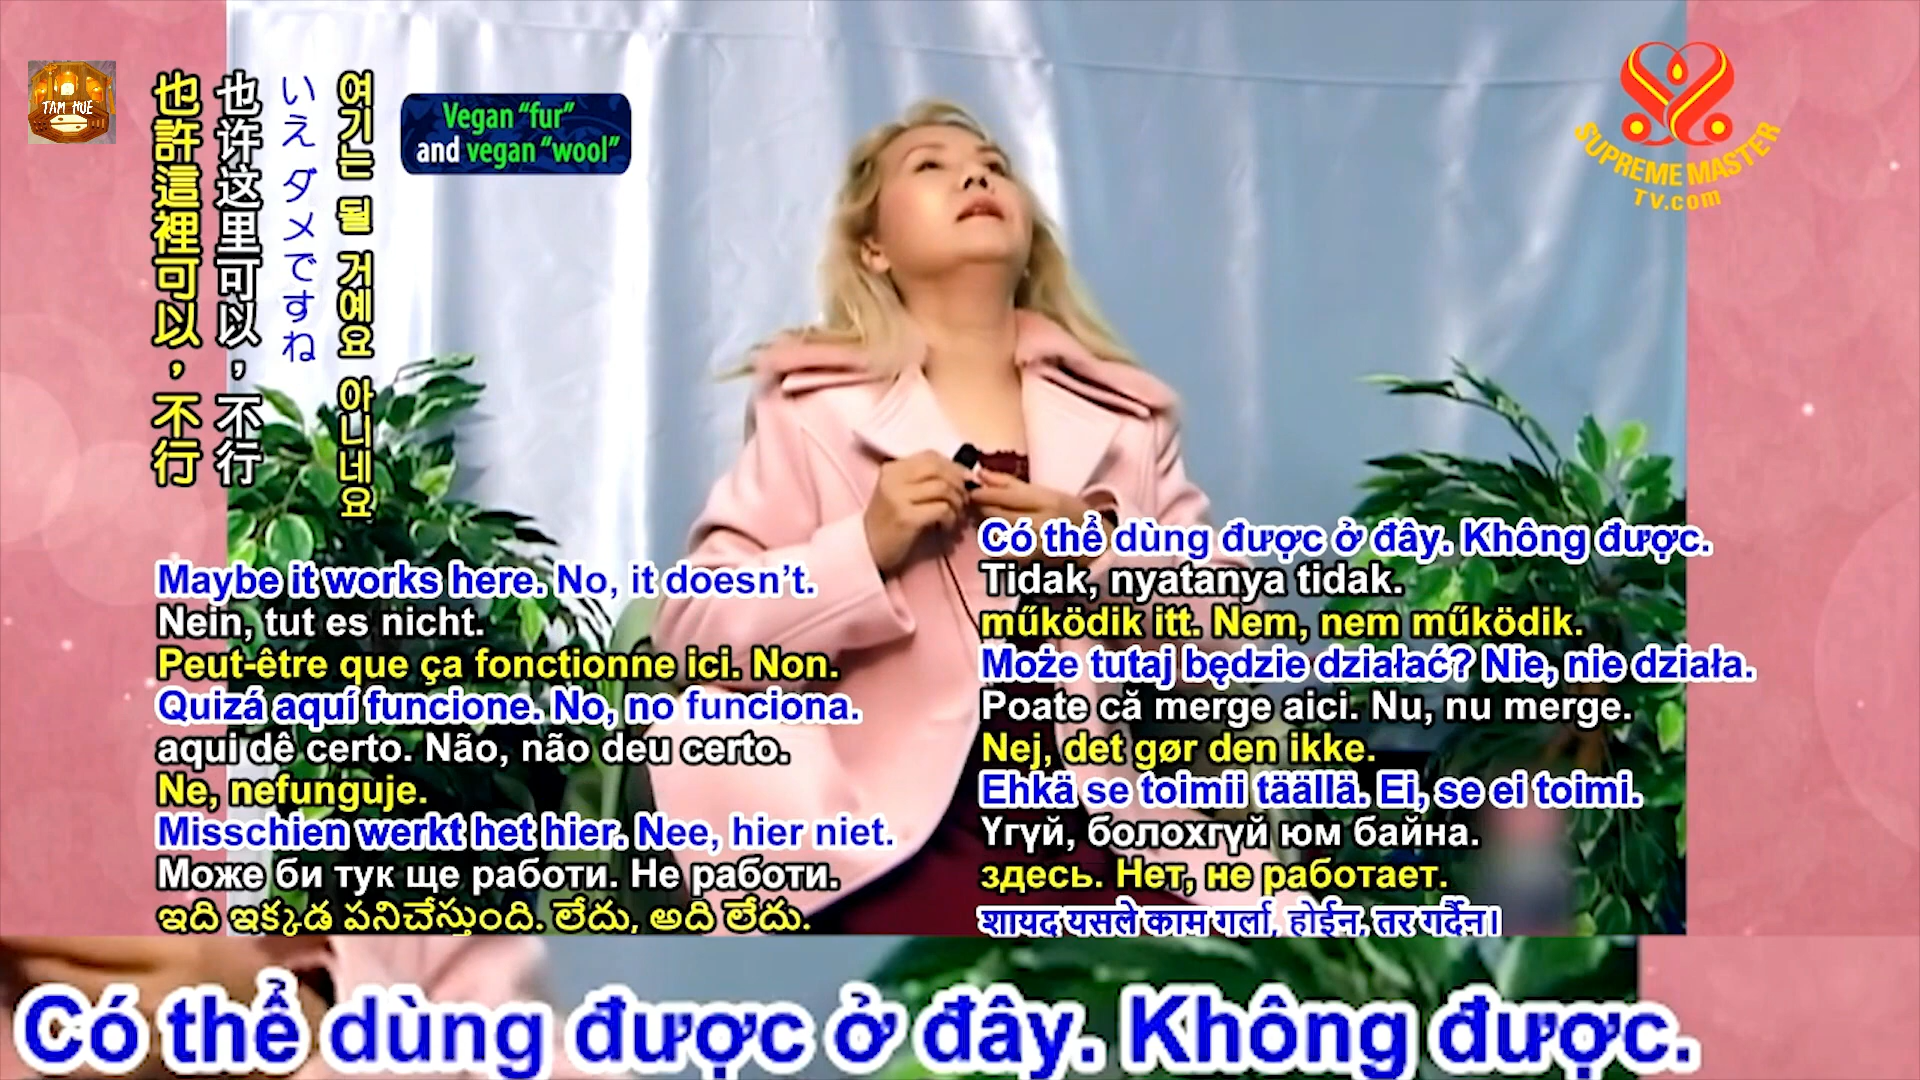 TAM HUE
也許這裡可以，不行
也许这里可以，不行
いえ ダメですね
여기는 될 거예요 아니네요
Vegan “fur”
and vegan “wool”
SUPREME MASTER
TV.com
Maybe it works here. No, it doesn’t.
Nein, tut es nicht.
Peut-être que ça fonctionne ici. Non.
Quizá aquí funcione. No, no funciona.
aqui dê certo. Não, não deu certo.
Ne, nefunguje.
Misschien werkt het hier. Nee, hier niet.
Може би тук ще работи. Не работи.
ఇది ఇక్కడ పనిచేస్తుంది. లేదు, అది లేదు.
Có thể dùng được ở đây. Không được.
Tidak, nyatanya tidak.
működik itt. Nem, nem működik.
Może tutaj będzie działać? Nie, nie działa.
Poate că merge aici. Nu, nu merge.
Nej, det gør den ikke.
Ehkä se toimii täällä. Ei, se ei toimi.
Үгүй, болохгүй юм байна.
здесь. Нет, не работает.
शायद यसले काम गर्ला, होईन, तर गर्दैन।
Có thể dùng được ở đây. Không được.